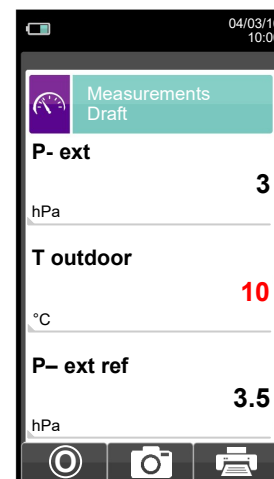 04/03/1
10:0
Measurements
Draft
P- ext
3
hPa
T outdoor
10
°C
P– ext ref
3.5
hPa